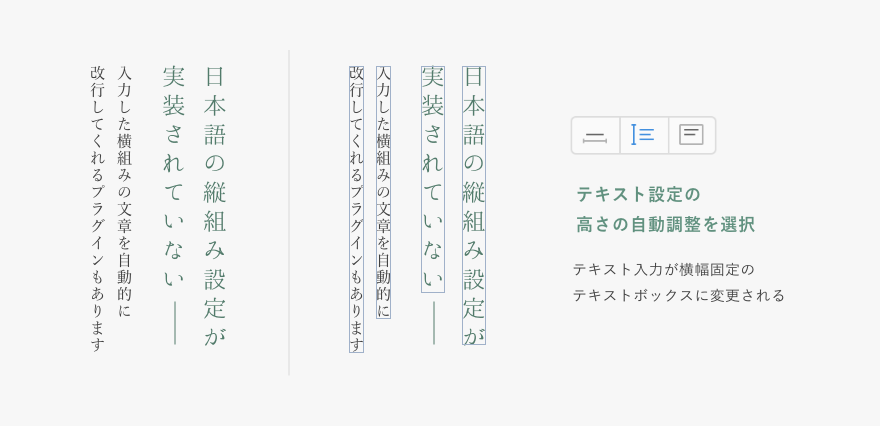 日本語の縦組み設定が
実装されていない──
入力した横組みの文章を自動的に
改行してくれるプラグインもあります
日本語の縦組み設定が
実装されていない──
入力した横組みの文章を自動的に
改行してくれるプラグインもあります
テキスト設定の
高さの自動調整を選択
テキスト入力が横幅固定の
テキストボックスに変更される